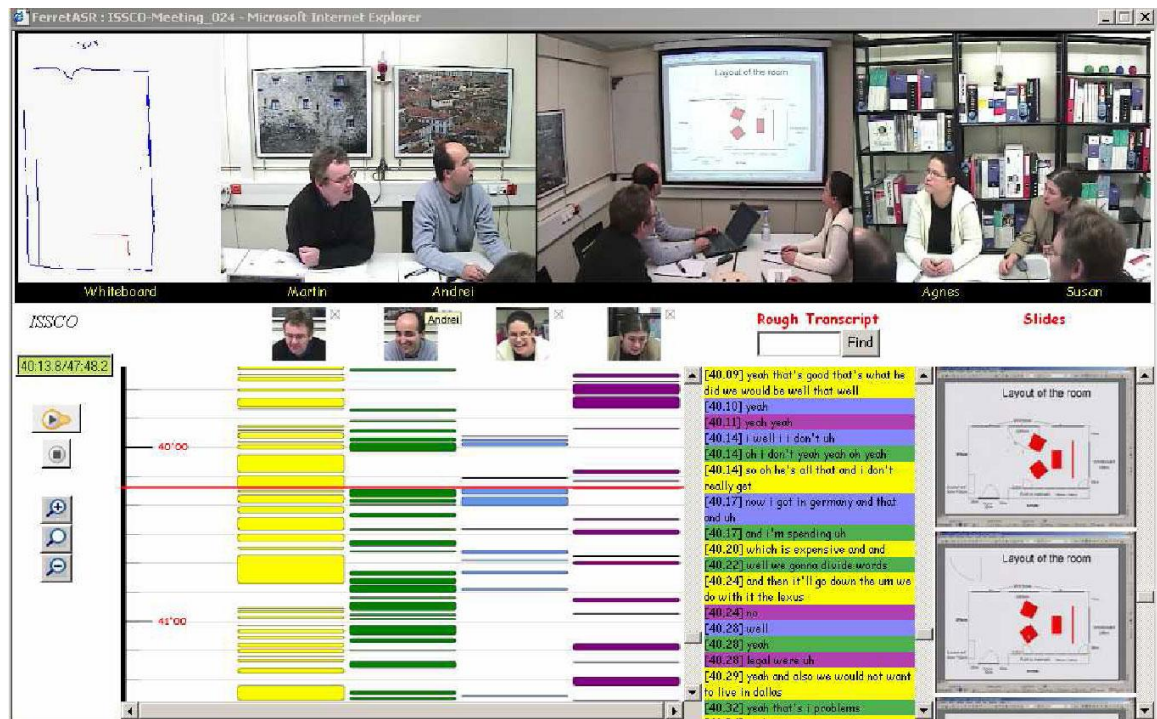 FerretASR : ISSCO-Meeting_024 - Microsoft Internet Explorer
Layout of the room
Whiteboard
Martin
Andrei
Agnes
Susan
ISSCO
Andrei
Rough Transcript
Find
Slides
40:13.8/47:48.2
40'00
41'00
[40.09] yeah that's good that's what he
did we would be well that well
[40.10] yeah
[40.11] yeah yeah
[40.14] i well i i don't uh
[40.14] oh i don't yeah yeah oh yeah
[40.14] so oh he's all that and i don't
really get
[40.17] now i got in germany and that
and uh
[40.17] and i'm spending uh
[40.20] which is expensive and and
[40.22] well we gonna divide words
[40.24] and then it'll go down the um we
do with it the lexus
[40.24] no
[40.28] well
[40.28] yeah
[40.28] legal were uh
[40.29] yeah and also we would not want
to live in dallas
[40.32] yeah that's i problems
Layout of the room
Layout of the room